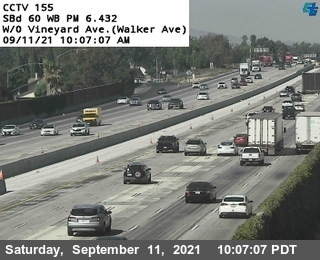 CCTV 155
SBd 60 WB PM 6.432
W/O Vineyard Ave.(Walker Ave)
09/11/21 10:07:07 AM
Saturday, September 11, 2021 10:07:07 PDT